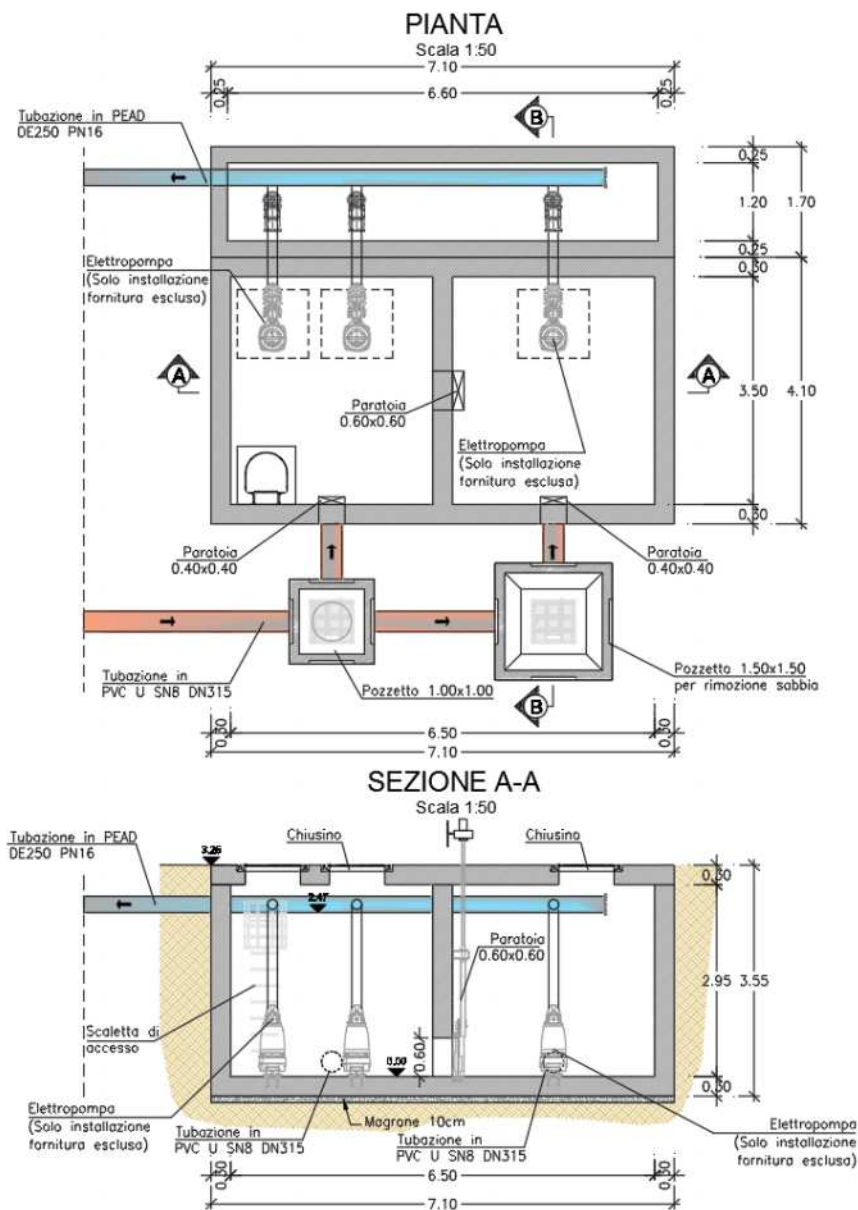 PIANTA
Scala 1:50
7.10
0.25
6.60
0.25
Tubazione in PEAD
DE250 PN16
B
0.25
1.20
1.70
0.25
0.30
Elettropompa
(Solo installazione
fornitura esclusa)
A
A
3.50
4.10
Paratoia
0.60x0.60
Elettropompa
(Solo installazione
fornitura esclusa)
0.30
Paratoia
0.40x0.40
Paratoia
0.40x0.40
Tubazione in
PVC U SN8 DN315
Pozzetto 1.00x1.00
Pozzetto 1.50x1.50
per rimozione sabbia
B
0.30
6.50
0.30
7.10
SEZIONE A-A
Scala 1:50
Tubazione in PEAD
DE250 PN16
Chiusino
Chiusino
0.30
2.47
Paratoia
0.60x0.60
2.95
3.55
Scaletta di
accesso
0.60
0.30
Elettropompa
(Solo installazione
fornitura esclusa)
Magrone 10cm
Tubazione in
PVC U SN8 DN315
Tubazione in
PVC U SN8 DN315
Elettropompa
(Solo installazione
fornitura esclusa)
0.30
6.50
0.30
7.10